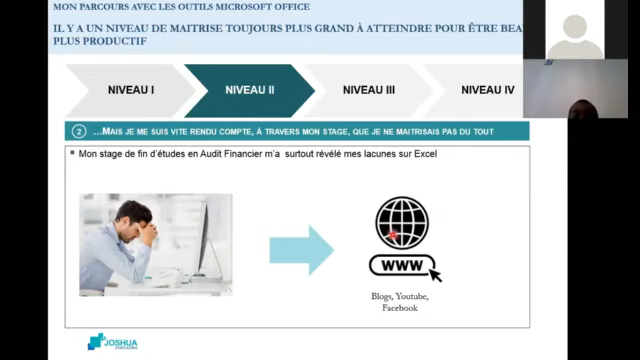 MON PARCOURS AVEC LES OUTILS MICROSOFT OFFICE
IL Y A UN NIVEAU DE MAITRISE TOUJOURS PLUS GRAND À ATTEINDRE POUR ÊTRE
PLUS PRODUCTIF
NIVEAU I
NIVEAU II
NIVEAU III
NIVEAU IV
2 ...MAIS JE ME SUIS VITE RENDU COMPTE, À TRAVERS MON STAGE, QUE JE NE MAITRISAIS PAS DU TOUT
▪ Mon stage de fin d'études en Audit Financier m'a surtout révélé mes lacunes sur Excel
WWW
Blogs, Youtube,
Facebook
JOSHUA